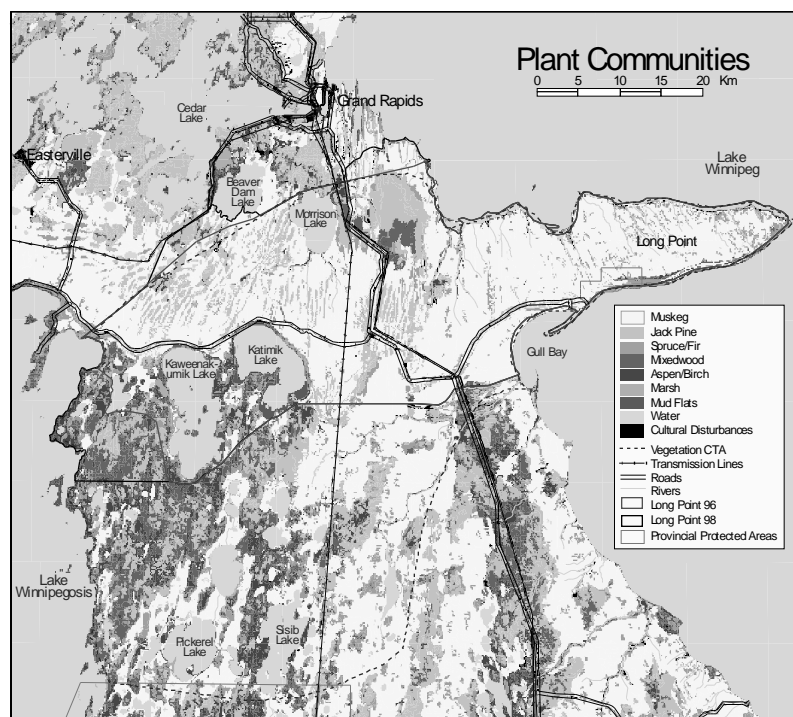 Plant Communities
0 5 10 20 Km
Grand Rapids
Cedar
Lake
Easterville
Lake
Winnipeg
Beaver
Dam
Lake
Morrison
Lake
Long Point
Muskeg
Jack Pine
Spruce/Fir
Mixedwood
Aspen/Birch
Marsh
Mud Flats
Water
Cultural Disturbances
Vegetation CTA
Transmission Lines
Roads
Rivers
Long Point 96
Long Point 98
Provincial Protected Areas
Gull Bay
Katimik
Lake
Kaweenak-
umik Lake
Lake
Winnipegosis
Pickerel
Lake
Sisib
Lake